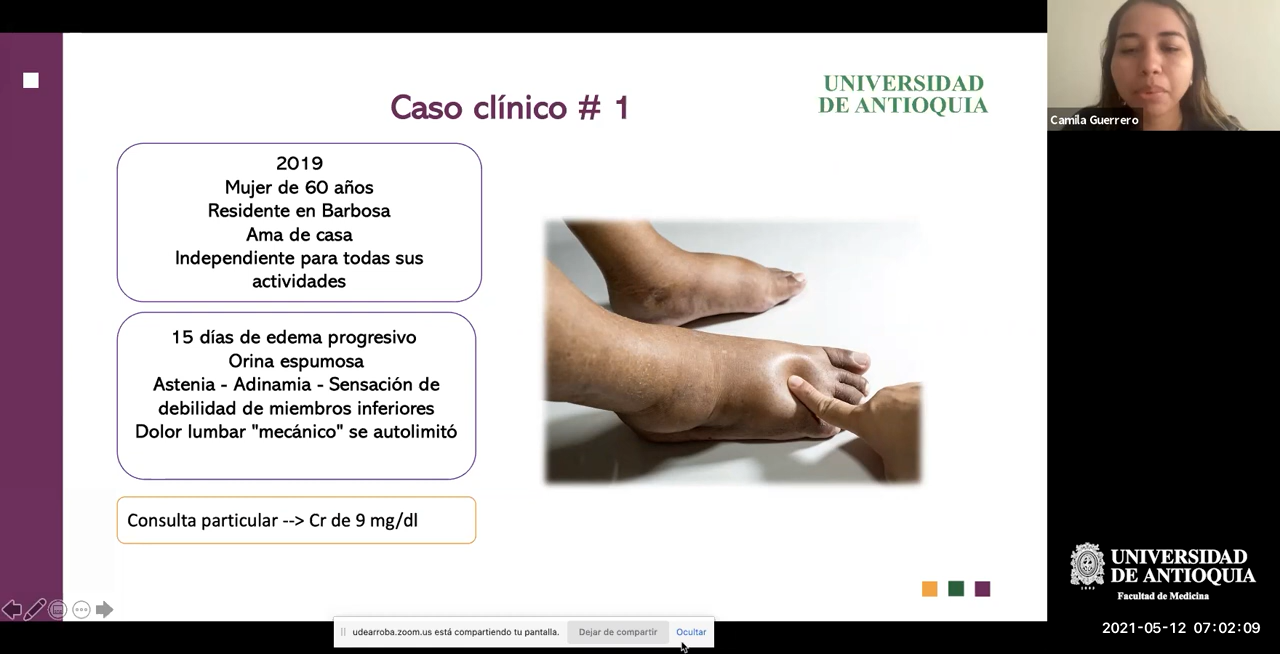 Caso clínico # 1
UNIVERSIDAD
DE ANTIOQUIA
2019
Mujer de 60 años
Residente en Barbosa
Ama de casa
Independiente para todas sus
actividades
15 días de edema progresivo
Orina espumosa
Astenia - Adinamia - Sensación de
debilidad de miembros inferiores
Dolor lumbar "mecánico" se autolimitó
Consulta particular --> Cr de 9 mg/dl
Camila Guerrero
UNIVERSIDAD
DE ANTIOQUIA
Facultad de Medicina
2021-05-12 07:02:09
udearroba.zoom.us está compartiendo tu pantalla.
Dejar de compartir
Ocultar